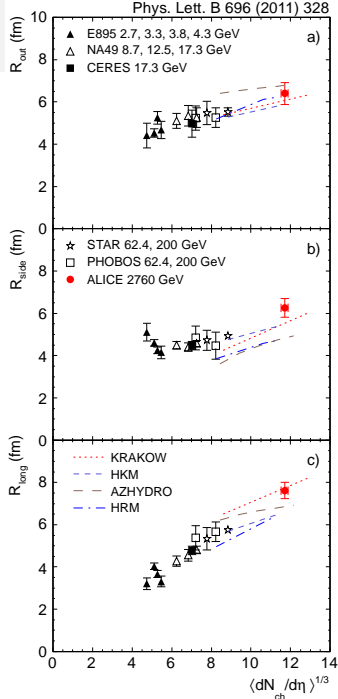 Phys. Lett. B 696 (2011) 328
R_out (fm)
a)
E895 2.7, 3.3, 3.8, 4.3 GeV
NA49 8.7, 12.5, 17.3 GeV
CERES 17.3 GeV
10
8
6
4
2
0
R_side (fm)
b)
STAR 62.4, 200 GeV
PHOBOS 62.4, 200 GeV
ALICE 2760 GeV
8
6
4
2
R_long (fm)
c)
KRAKOW
HKM
AZHYDRO
HRM
8
6
4
2
0
0 2 4 6 8 10 12 14
⟨dN_ch/dη⟩^1/3